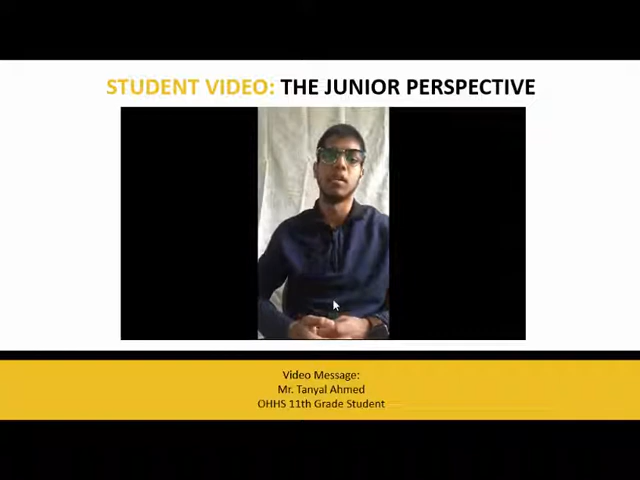 STUDENT VIDEO: THE JUNIOR PERSPECTIVE
Video Message:
Mr. Tanyal Ahmed
OHHS 11th Grade Student